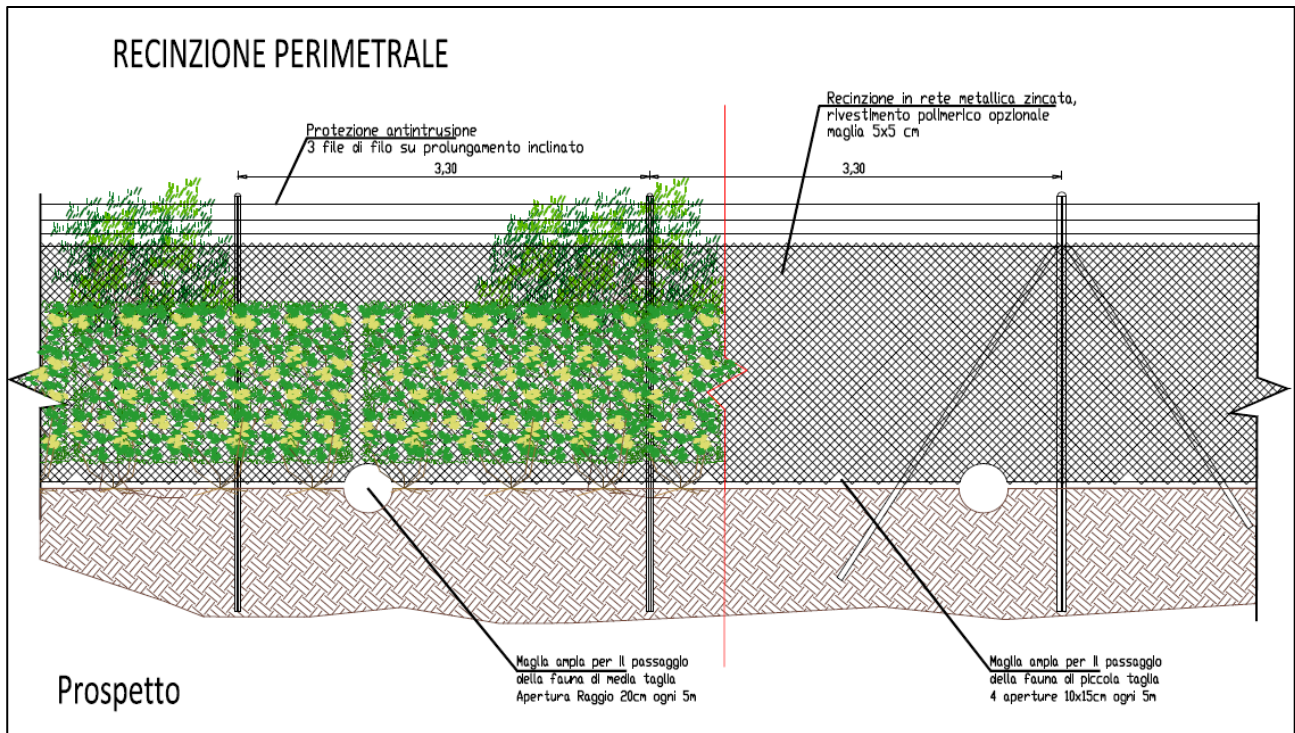 RECINZIONE PERIMETRALE
Protezione antintrusione
3 file di filo su prolungamento inclinato
Recinzione in rete metallica zincata,
rivestimento polimerico opzionale
maglia 5x5 cm
3,30
3,30
Maglia ampia per il passaggio
della fauna di media taglia
Apertura Raggio 20cm ogni 5m
Maglia ampia per il passaggio
della fauna di piccola taglia
4 aperture 10x15cm ogni 5m
Prospetto